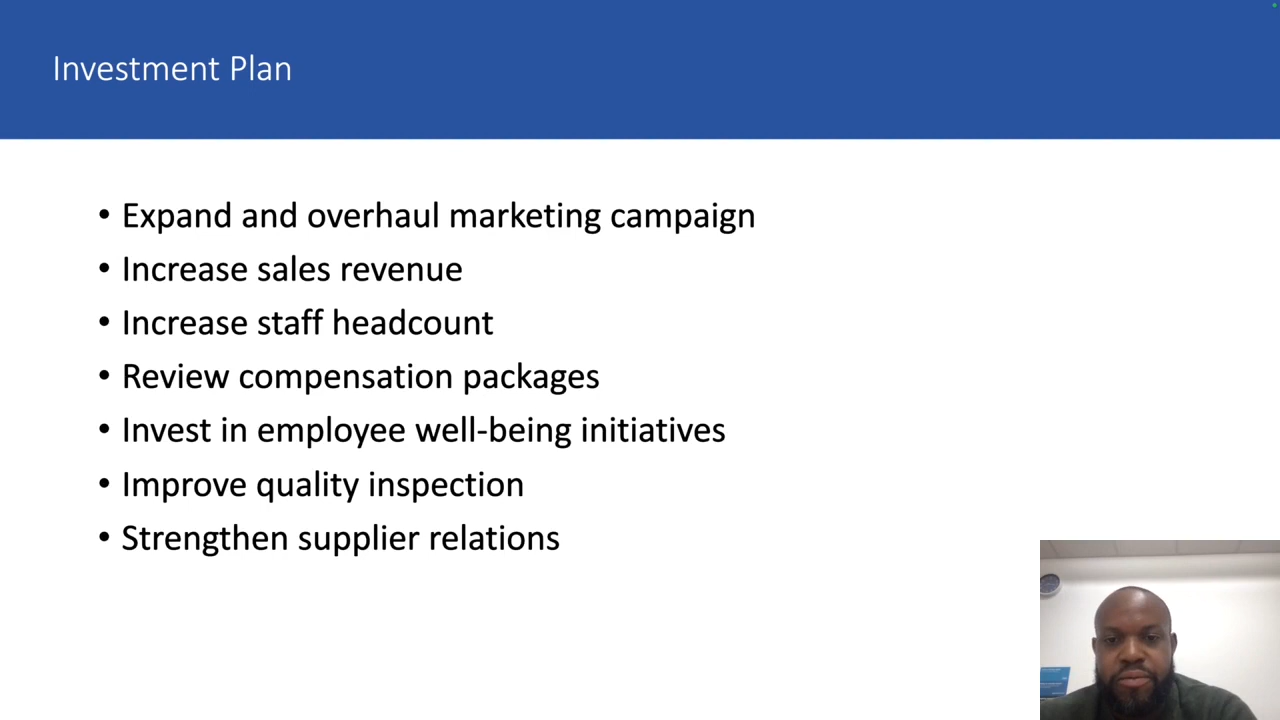 Investment Plan
• Expand and overhaul marketing campaign
• Increase sales revenue
• Increase staff headcount
• Review compensation packages
• Invest in employee well-being initiatives
• Improve quality inspection
• Strengthen supplier relations